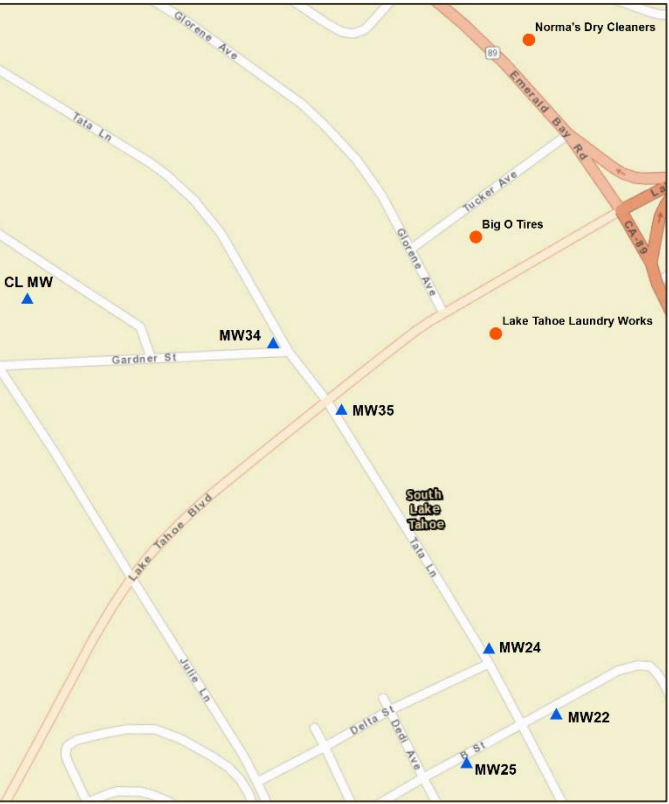 Norma's Dry Cleaners
Glorene Ave
89
Emerald Bay Rd
Tata Ln
Tucker Ave
La
Big O Tires
CA-89
Glorene Ave
CL MW
Lake Tahoe Laundry Works
MW34
Gardner St
MW35
South
Lake
Tahoe
Lake Tahoe Blvd
Tata Ln
MW24
Julie Ln
Delta St
Dedi Ave
MW22
B St
MW25